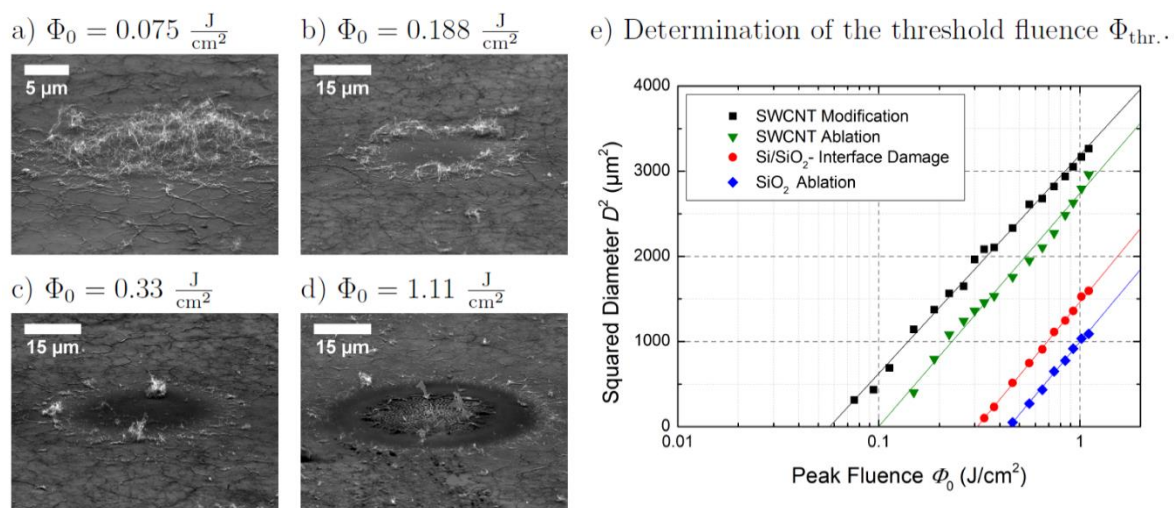 a) Φ₀ = 0.075 J/cm²
5 µm
b) Φ₀ = 0.188 J/cm²
15 µm
c) Φ₀ = 0.33 J/cm²
15 µm
d) Φ₀ = 1.11 J/cm²
15 µm
e) Determination of the threshold fluence Φthr..
SWCNT Modification
SWCNT Ablation
Si/SiO₂- Interface Damage
SiO₂ Ablation
Squared Diameter D² (µm²)
4000
3000
2000
1000
0
0.01 0.1 1
Peak Fluence Φ₀ (J/cm²)